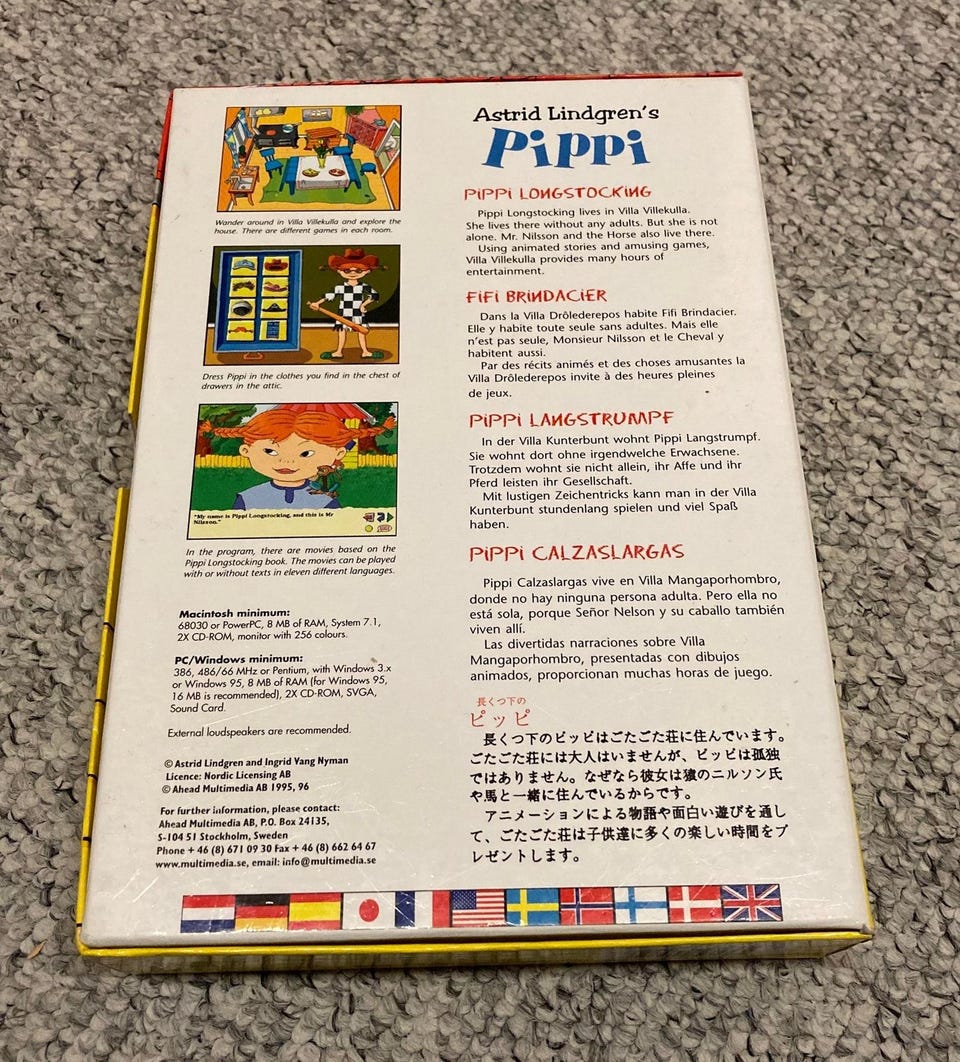 Wander around in Villa Villekulla and explore the
house. There are different games in each room.
Dress Pippi in the clothes you find in the chest of
drawers in the attic.
"My name is Pippi Longstocking, and this is Mr
Nilsson."
In the program, there are movies based on the
Pippi Longstocking book. The movies can be played
with or without texts in eleven different languages.
Macintosh minimum:
68030 or PowerPC, 8 MB of RAM, System 7.1,
2X CD-ROM, monitor with 256 colours.
PC/Windows minimum:
386, 486/66 MHz or Pentium, with Windows 3.x
or Windows 95, 8 MB of RAM (for Windows 95,
16 MB is recommended), 2X CD-ROM, SVGA,
Sound Card.
External loudspeakers are recommended.
© Astrid Lindgren and Ingrid Vang Nyman
Licence: Nordic Licensing AB
© Ahead Multimedia AB 1995, 96
For further information, please contact:
Ahead Multimedia AB, P.O. Box 24135,
S-104 51 Stockholm, Sweden
Phone + 46 (8) 671 09 30 Fax + 46 (8) 662 64 67
www.multimedia.se, email: info@multimedia.se
Astrid Lindgren's
Pippi
PIPPI LONGSTOCKING
Pippi Longstocking lives in Villa Villekulla.
She lives there without any adults. But she is not
alone. Mr. Nilsson and the Horse also live there.
Using animated stories and amusing games,
Villa Villekulla provides many hours of
entertainment.
FIFI BRINDACIER
Dans la Villa Drôlederepos habite Fifi Brindacier.
Elle y habite toute seule sans adultes. Mais elle
n'est pas seule, Monsieur Nilsson et le Cheval y
habitent aussi.
Par des récits animés et des choses amusantes la
Villa Drôlederepos invite à des heures pleines
de jeux.
PIPPI LANGSTRUMPF
In der Villa Kunterbunt wohnt Pippi Langstrumpf.
Sie wohnt dort ohne irgendwelche Erwachsene.
Trotzdem wohnt sie nicht allein, ihr Affe und ihr
Pferd leisten ihr Gesellschaft.
Mit lustigen Zeichentricks kann man in der Villa
Kunterbunt stundenlang spielen und viel Spaß
haben.
PIPPI CALZASLARGAS
Pippi Calzaslargas vive en Villa Mangaporhombro,
donde no hay ninguna persona adulta. Pero ella no
está sola, porque Señor Nelson y su caballo también
viven allí.
Las divertidas narraciones sobre Villa
Mangaporhombro, presentadas con dibujos
animados, proporcionan muchas horas de juego.
長くつ下の
ピッピ
長くつ下のピッピはごたごた荘に住んでいます。
ごたごた荘には大人はいませんが、ピッピは孤独
ではありません。なぜなら彼女は猿のニルソン氏
や馬と一緒に住んでいるからです。
アニメーションによる物語や面白い遊びを通し
て、ごたごた荘は子供達に多くの楽しい時間をプ
レゼントします。